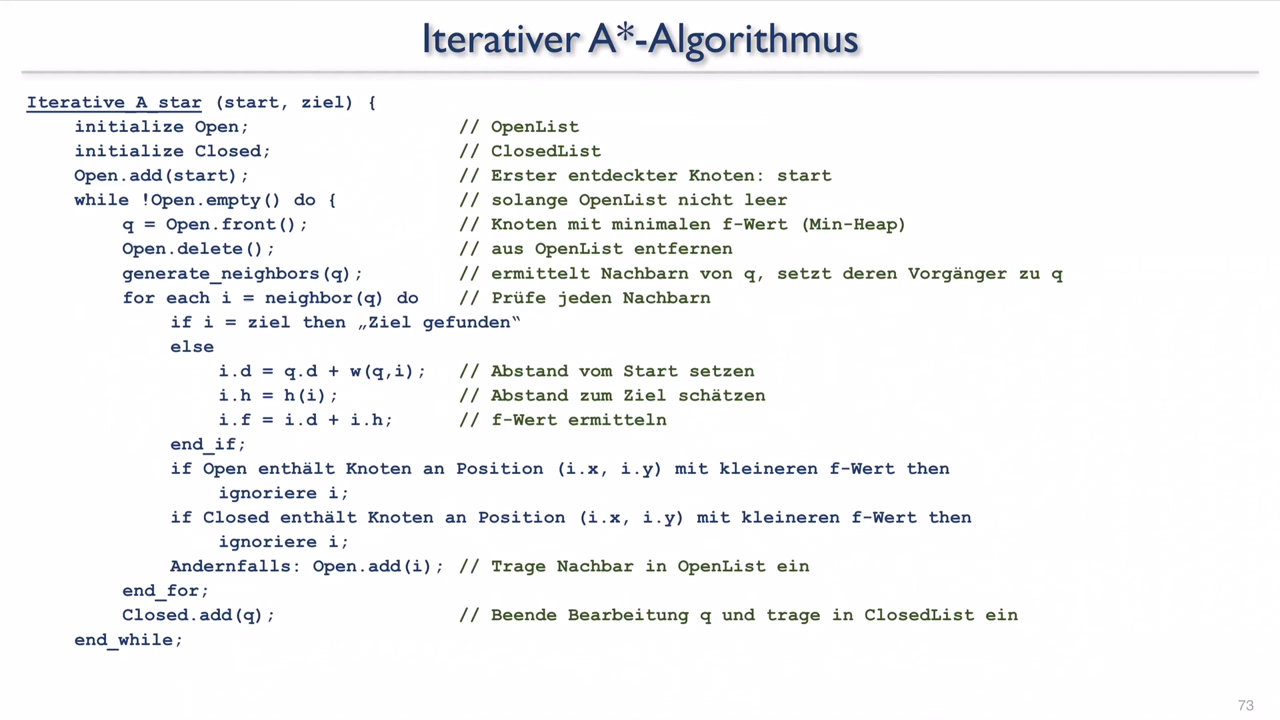 Iterativer A*-Algorithmus
Iterative_A_star (start, ziel) {
initialize Open; // OpenList
initialize Closed; // ClosedList
Open.add(start); // Erster entdeckter Knoten: start
while !Open.empty() do { // solange OpenList nicht leer
q = Open.front(); // Knoten mit minimalen f-Wert (Min-Heap)
Open.delete(); // aus OpenList entfernen
generate_neighbors(q); // ermittelt Nachbarn von q, setzt deren Vorgänger zu q
for each i = neighbor(q) do // Prüfe jeden Nachbarn
if i = ziel then „Ziel gefunden“
else
i.d = q.d + w(q,i); // Abstand vom Start setzen
i.h = h(i); // Abstand zum Ziel schätzen
i.f = i.d + i.h; // f-Wert ermitteln
end_if;
if Open enthält Knoten an Position (i.x, i.y) mit kleineren f-Wert then
ignoriere i;
if Closed enthält Knoten an Position (i.x, i.y) mit kleineren f-Wert then
ignoriere i;
Andernfalls: Open.add(i); // Trage Nachbar in OpenList ein
end_for;
Closed.add(q); // Beende Bearbeitung q und trage in ClosedList ein
end_while;
73